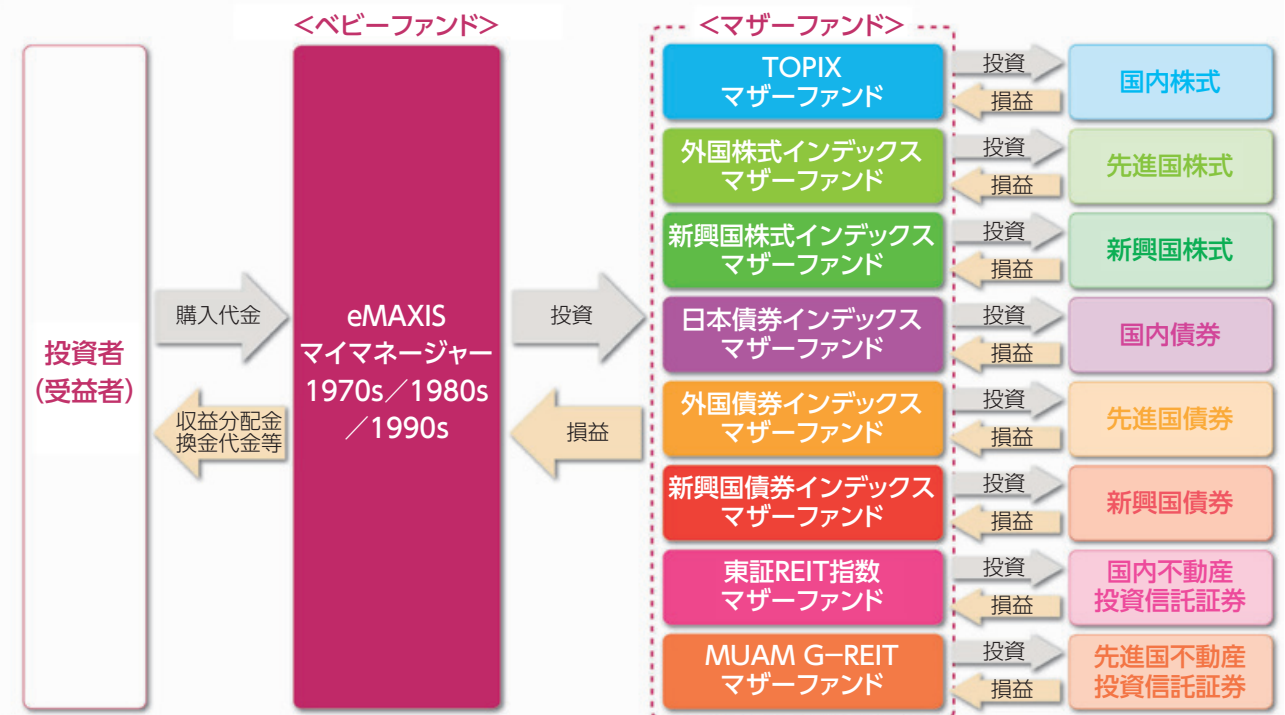 <ベビーファンド>
<マザーファンド>
投資者
(受益者)
購入代金
収益分配金
換金代金等
eMAXIS
マイマネージャー
1970s／1980s
／1990s
投資
損益
TOPIX
マザーファンド
投資
損益
国内株式
外国株式インデックス
マザーファンド
投資
損益
先進国株式
新興国株式インデックス
マザーファンド
投資
損益
新興国株式
日本債券インデックス
マザーファンド
投資
損益
国内債券
外国債券インデックス
マザーファンド
投資
損益
先進国債券
新興国債券インデックス
マザーファンド
投資
損益
新興国債券
東証REIT指数
マザーファンド
投資
損益
国内不動産
投資信託証券
MUAM G−REIT
マザーファンド
投資
損益
先進国不動産
投資信託証券